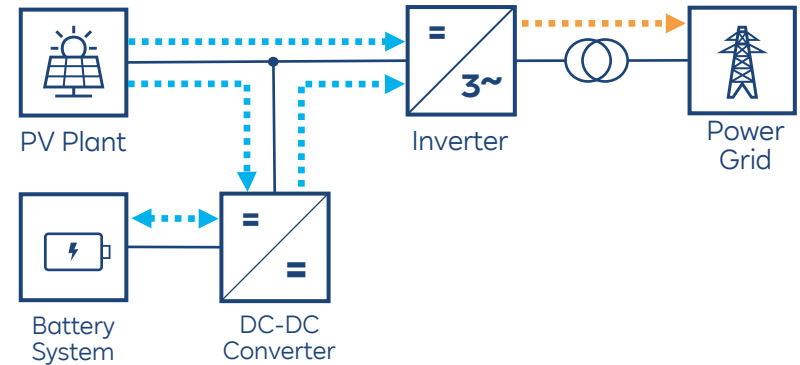 =
3~
PV Plant
Inverter
Power
Grid
=
=
Battery
System
DC-DC
Converter